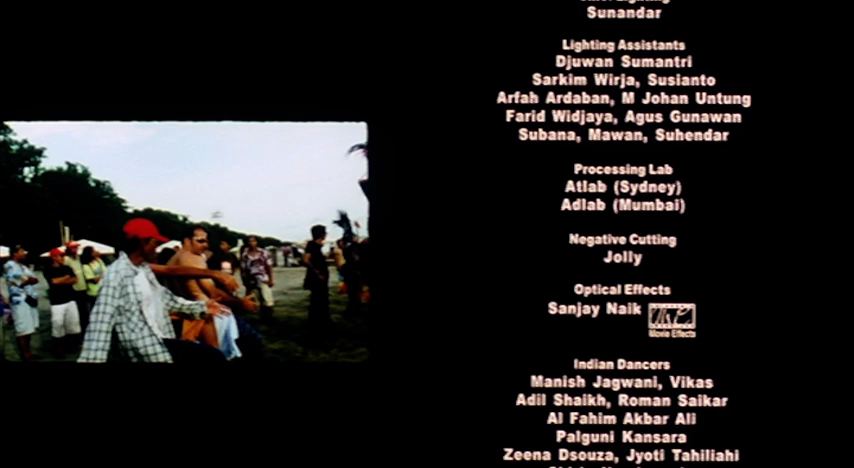 Sunandar
Lighting Assistants
Djuwan Sumantri
Sarkim Wirja, Susianto
Arfah Ardaban, M Johan Untung
Farid Widjaya, Agus Gunawan
Subana, Mawan, Suhendar
Processing Lab
Atlab (Sydney)
Adlab (Mumbai)
Negative Cutting
Jolly
Optical Effects
Sanjay Naik
Movie Effects
Indian Dancers
Manish Jagwani, Vikas
Adil Shaikh, Roman Saikar
Al Fahim Akbar Ali
Palguni Kansara
Zeena Dsouza, Jyoti Tahiliahi